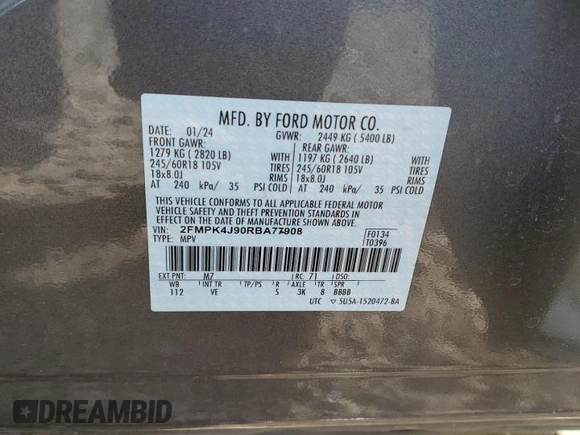 MFD. BY FORD MOTOR CO.
DATE: 01/24 GVWR: 2449 KG ( 5400 LB)
FRONT GAWR: REAR GAWR:
1279 KG ( 2820 LB) WITH 1197 KG ( 2640 LB) WITH
245/60R18 105V TIRES 245/60R18 105V TIRES
18x8.0J RIMS 18x8.0J RIMS
AT 240 kPa/ 35 PSI COLD AT 240 kPa/ 35 PSI COLD
THIS VEHICLE CONFORMS TO ALL APPLICABLE FEDERAL MOTOR
VEHICLE SAFETY AND THEFT PREVENTION STANDARDS IN
EFFECT ON THE DATE OF MANUFACTURE SHOWN ABOVE.
VIN: 2FMPK4J90RBA77908 F0134
TYPE: MPV T0396
EXT PNT: M7 RC: 71 DSO:
WB INT TR TP/PS R AXLE TR SPR
112 VE S 3K 8 BBBB
UTC 5U5A-1520472-BA
DREAMBID